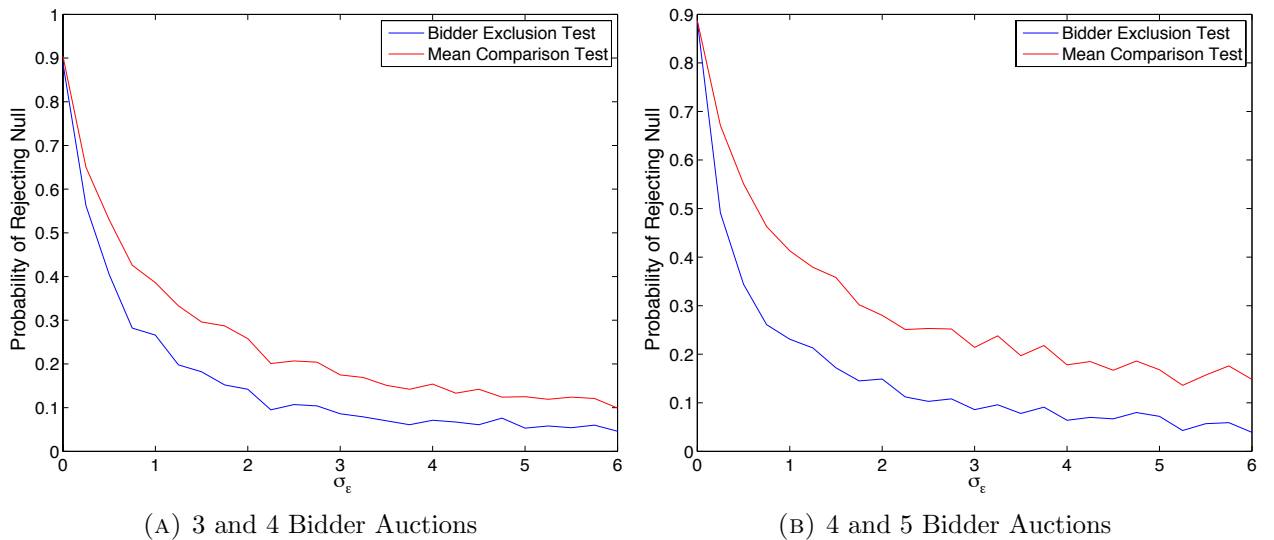 Bidder Exclusion Test
Mean Comparison Test
Probability of Rejecting Null
1
0.9
0.8
0.7
0.6
0.5
0.4
0.3
0.2
0.1
0
0 1 2 3 4 5 6
σε
(A) 3 and 4 Bidder Auctions
Bidder Exclusion Test
Mean Comparison Test
Probability of Rejecting Null
0.9
0.8
0.7
0.6
0.5
0.4
0.3
0.2
0.1
0
0 1 2 3 4 5 6
σε
(B) 4 and 5 Bidder Auctions